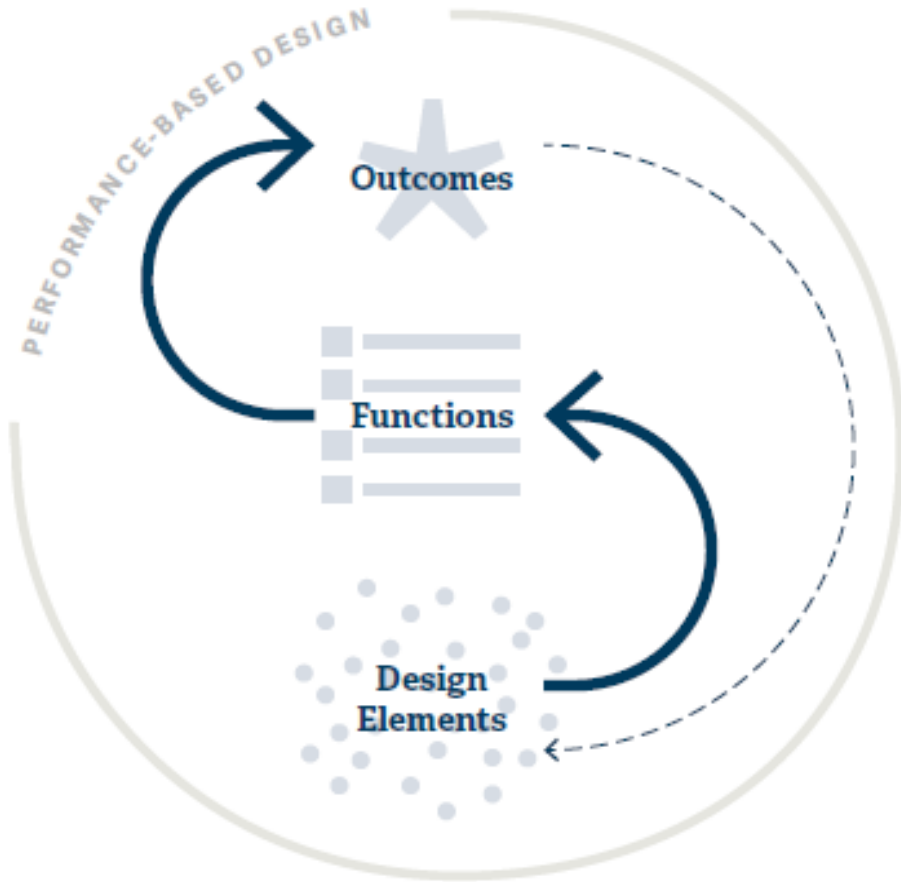 PERFORMANCE-BASED DESIGN
Outcomes
Functions
Design
Elements